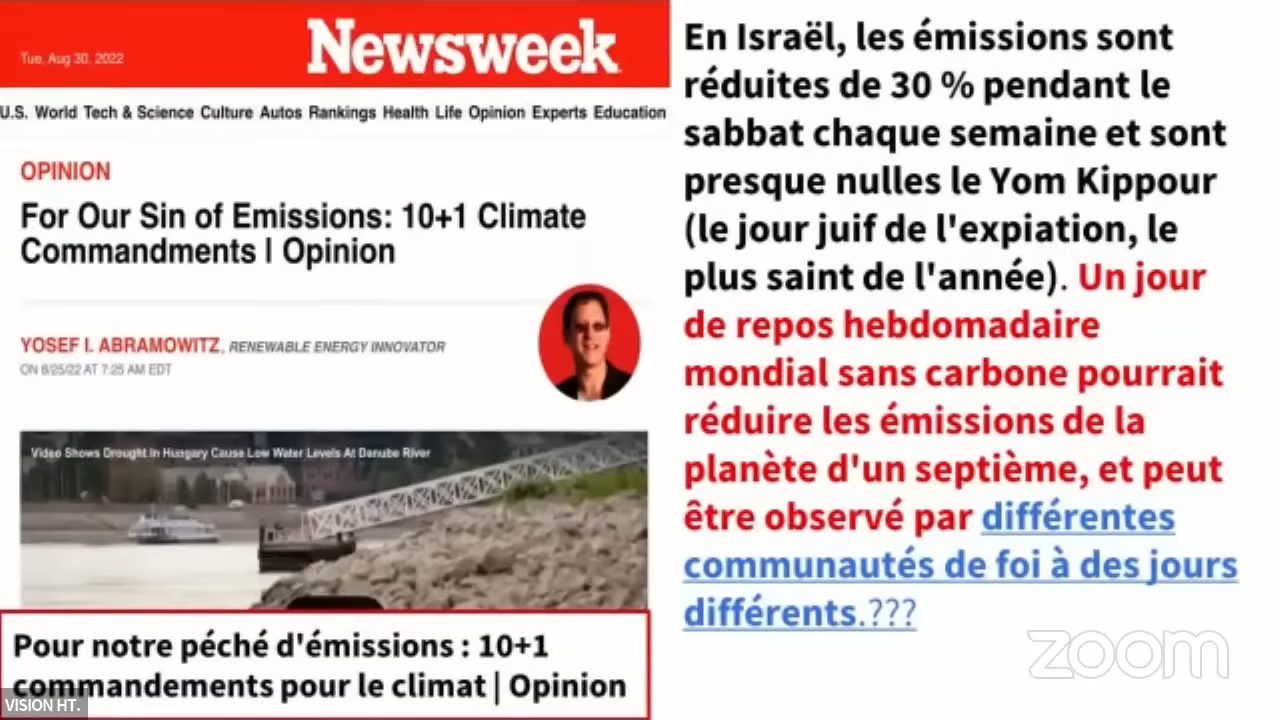 Tue, Aug 30, 2022
Newsweek
U.S. World Tech & Science Culture Autos Rankings Health Life Opinion Experts Education
OPINION
For Our Sin of Emissions: 10+1 Climate
Commandments | Opinion
YOSEF I. ABRAMOWITZ, RENEWABLE ENERGY INNOVATOR
ON 8/25/22 AT 7:25 AM EDT
Video Shows Drought In Hungary Cause Low Water Levels At Danube River
Pour notre péché d'émissions : 10+1
commandements pour le climat | Opinion
VISION HT.
En Israël, les émissions sont
réduites de 30 % pendant le
sabbat chaque semaine et sont
presque nulles le Yom Kippour
(le jour juif de l'expiation, le
plus saint de l'année). Un jour
de repos hebdomadaire
mondial sans carbone pourrait
réduire les émissions de la
planète d'un septième, et peut
être observé par différentes
communautés de foi à des jours
différents.???
zoom